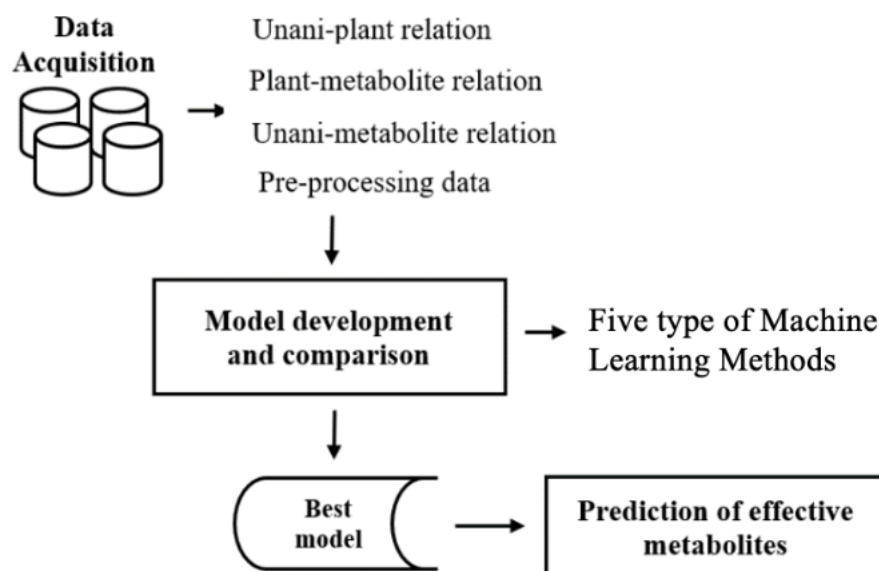 Data
Acquisition
Unani-plant relation
Plant-metabolite relation
Unani-metabolite relation
Pre-processing data
Model development
and comparison
Five type of Machine
Learning Methods
Best
model
Prediction of effective
metabolites